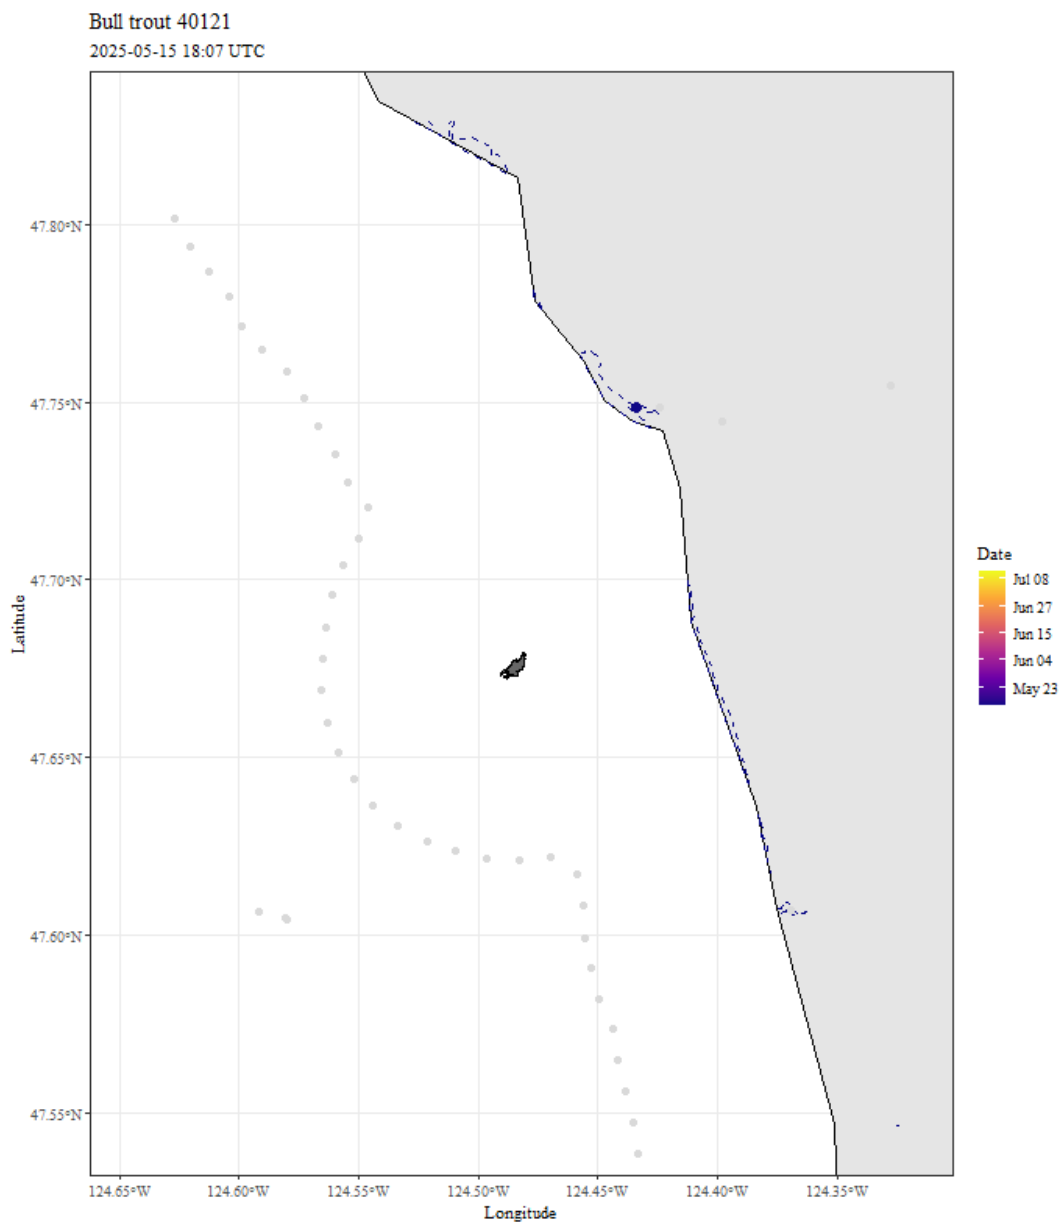 Bull trout 40121
2025-05-15 18:07 UTC
47.80°N
47.75°N
47.70°N
47.65°N
47.60°N
47.55°N
Latitude
124.65°W
124.60°W
124.55°W
124.50°W
124.45°W
124.40°W
124.35°W
Longitude
Date
Jul 08
Jun 27
Jun 15
Jun 04
May 23